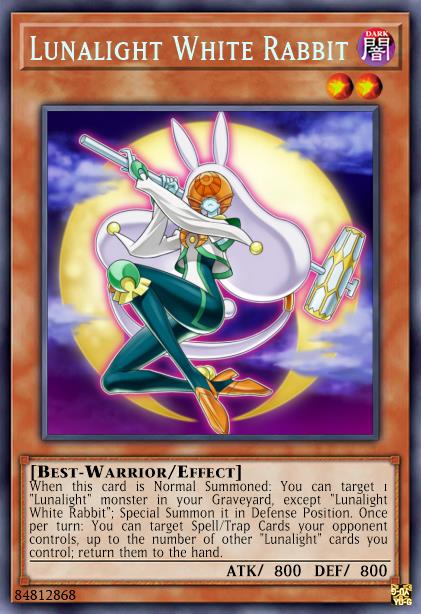 LUNALIGHT WHITE RABBIT
DARK
闇
[BEST-WARRIOR/EFFECT]
When this card is Normal Summoned: You can target 1
"Lunalight" monster in your Graveyard, except "Lunalight
White Rabbit"; Special Summon it in Defense Position. Once
per turn: You can target Spell/Trap Cards your opponent
controls, up to the number of other "Lunalight" cards you
control; return them to the hand.
ATK/ 800 DEF/ 800
84812868